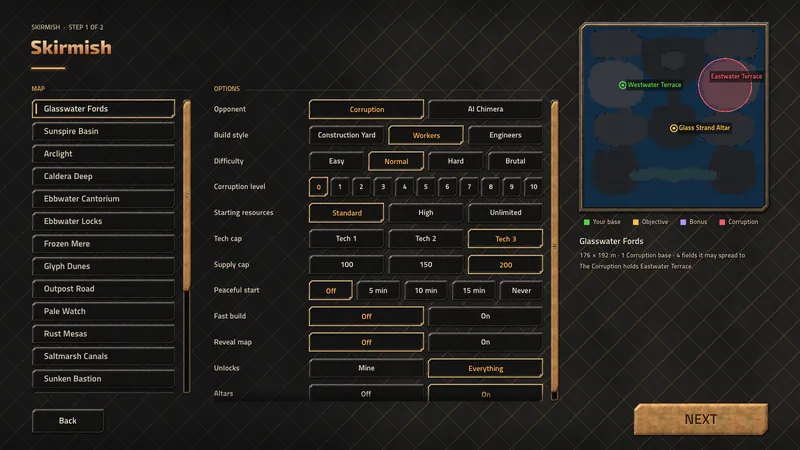 SKIRMISH · STEP 1 OF 2
Skirmish
MAP
Glasswater Fords
Sunspire Basin
Arclight
Caldera Deep
Ebbwater Cantorium
Ebbwater Locks
Frozen Mere
Glyph Dunes
Outpost Road
Pale Watch
Rust Mesas
Saltmarsh Canals
Sunken Bastion
Back
OPTIONS
Opponent Corruption AI Chimera
Build style Construction Yard Workers Engineers
Difficulty Easy Normal Hard Brutal
Corruption level 0 1 2 3 4 5 6 7 8 9 10
Starting resources Standard High Unlimited
Tech cap Tech 1 Tech 2 Tech 3
Supply cap 100 150 200
Peaceful start Off 5 min 10 min 15 min Never
Fast build Off On
Reveal map Off On
Unlocks Mine Everything
Altars Off On
Eastwater Terrace
Westwater Terrace
Glass Strand Altar
Your base Objective Bonus Corruption
Glasswater Fords
176 × 192 m · 1 Corruption base · 4 fields it may spread to
The Corruption holds Eastwater Terrace.
NEXT